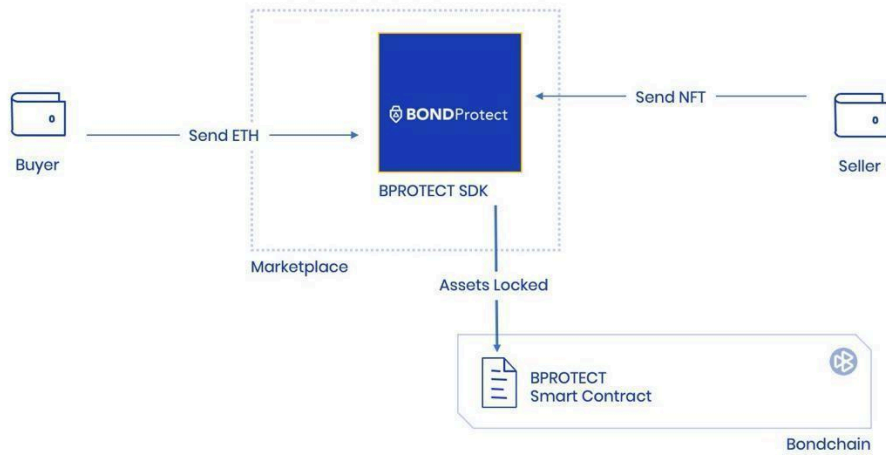 BONDProtect
Send NFT
Send ETH
Buyer
Seller
BPROTECT SDK
Marketplace
Assets Locked
BPROTECT
Smart Contract
Bondchain